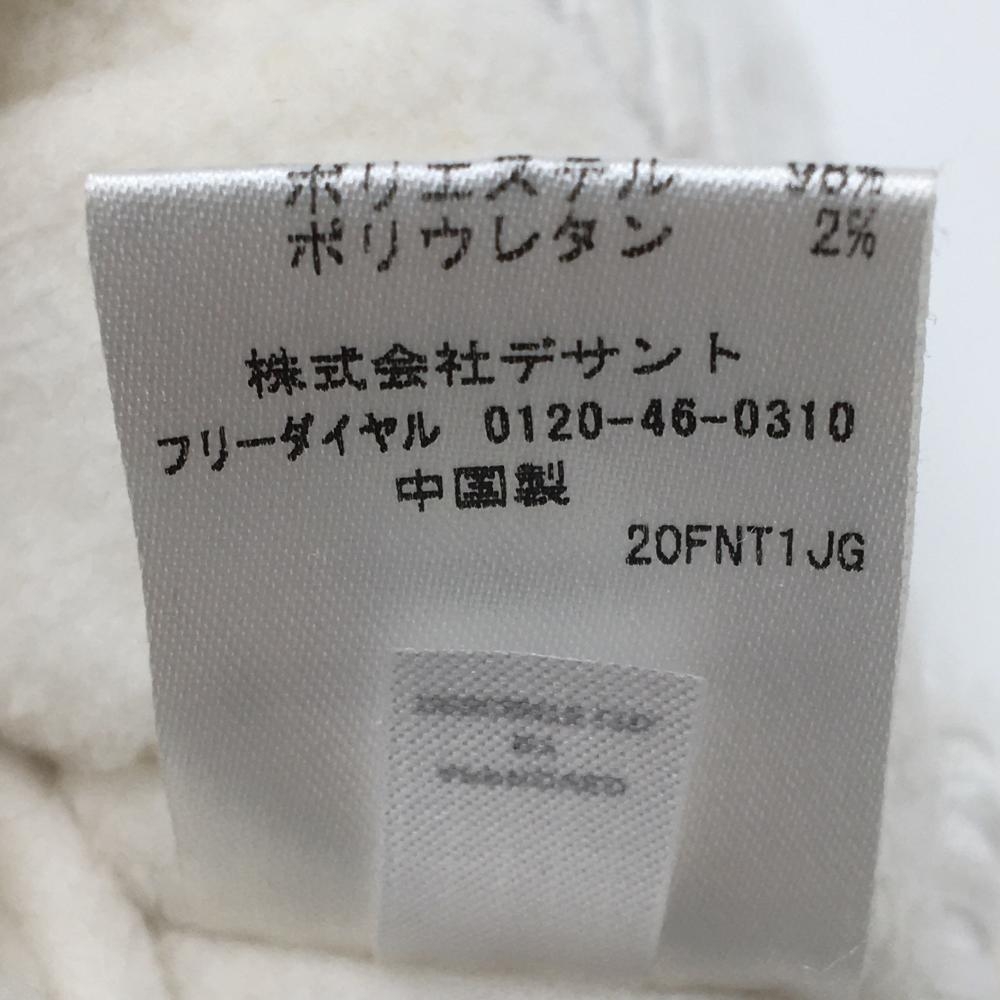 ポリエステル 98%
ポリウレタン 2%
株式会社デサント
フリーダイヤル 0120-46-0310
中国製
20FNT1JG